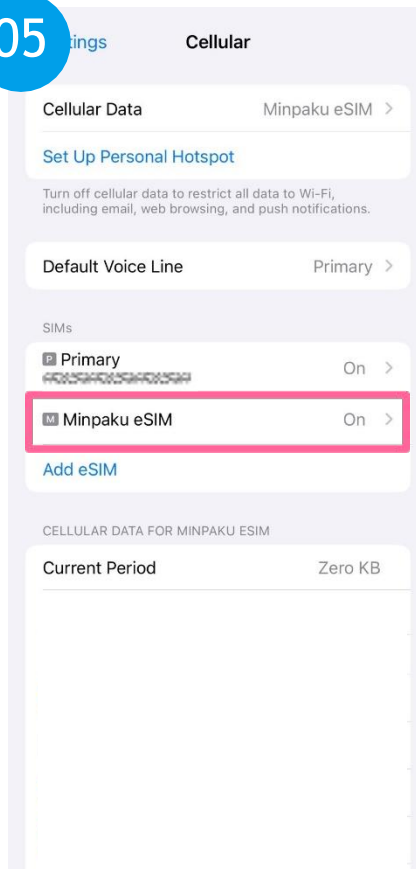 05
Cellular
Cellular Data Minpaku eSIM
Set Up Personal Hotspot
Turn off cellular data to restrict all data to Wi-Fi,
including email, web browsing, and push notifications.
Default Voice Line Primary
SIMs
P Primary On
M Minpaku eSIM On
Add eSIM
CELLULAR DATA FOR MINPAKU ESIM
Current Period Zero KB